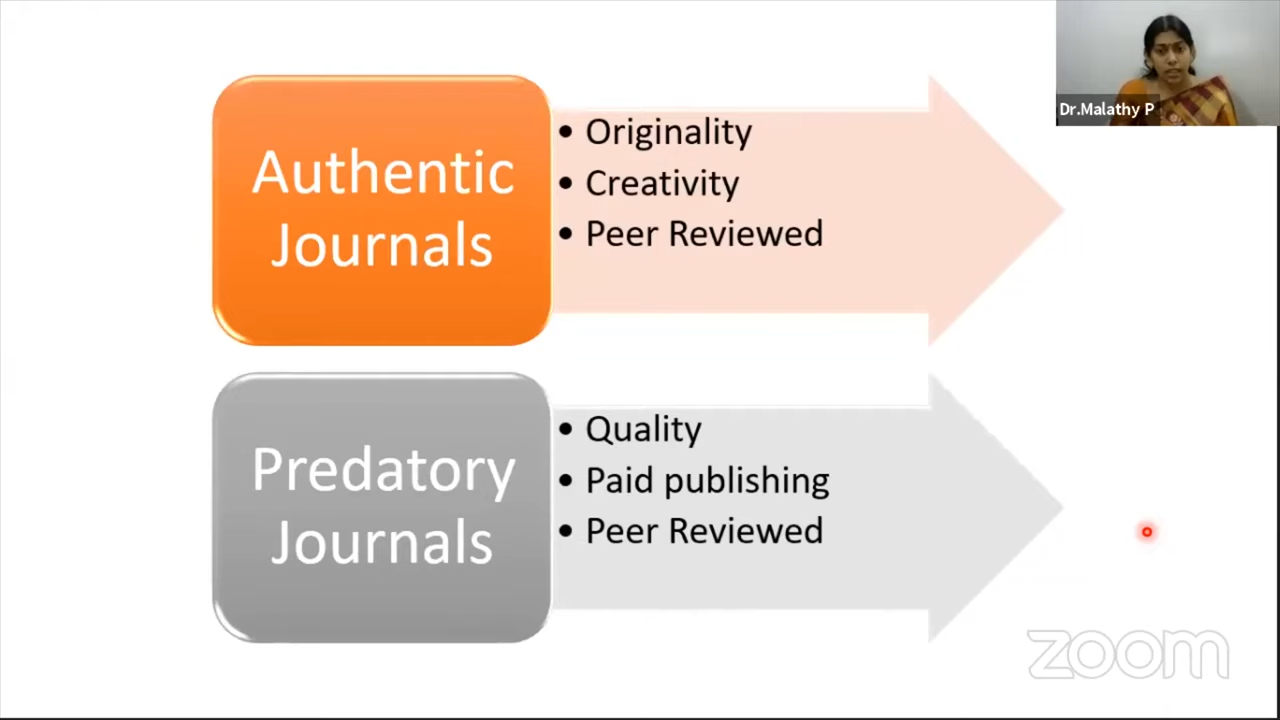 Authentic
Journals
• Originality
• Creativity
• Peer Reviewed
Dr.Malathy P
Predatory
Journals
• Quality
• Paid publishing
• Peer Reviewed
zoom